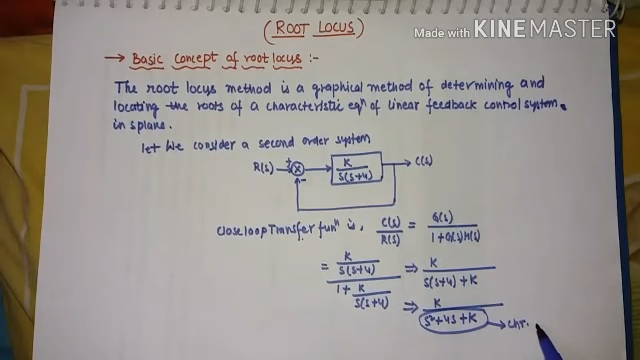 Made with KINEMASTER
(ROOT LOCUS)
→ Basic concept of root locus :-
The root locus method is a graphical method of determining and
locating the roots of a characteristic eqⁿ of linear feedback control system.
in s plane.
let we consider a second order system
R(s) + × - K / S(S+4) C(s)
Close loop Transfer funⁿ is, C(s)/R(s) = G(s) / 1+G(s)H(s)
= K/S(S+4) / 1+ K/S(S+4) ⇒ K / S(S+4)+K
⇒ K / S²+4S+K → chr.